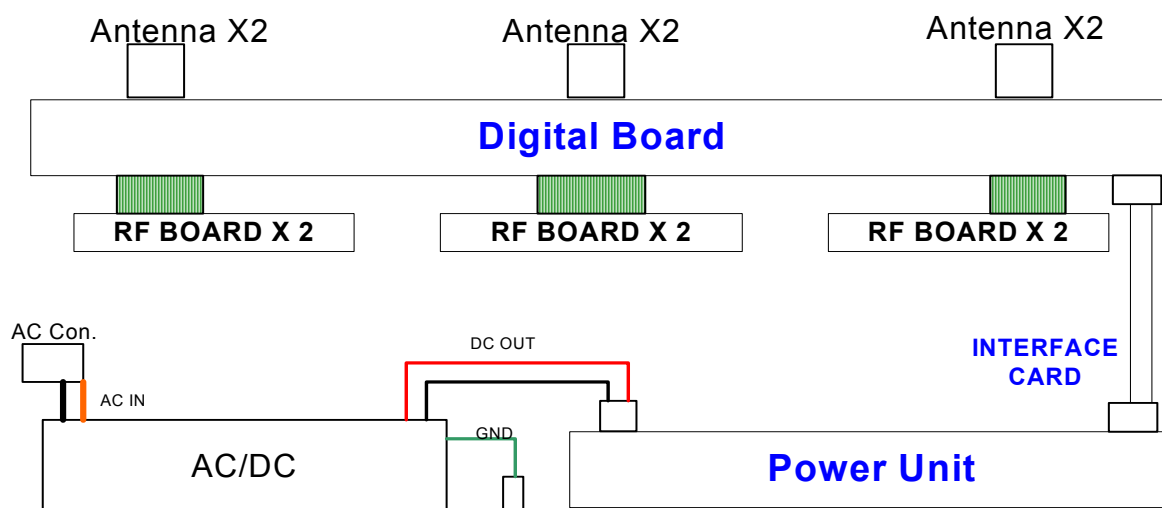 Antenna X2
Antenna X2
Antenna X2
Digital Board
RF BOARD X 2
RF BOARD X 2
RF BOARD X 2
AC Con.
DC OUT
INTERFACE
CARD
AC IN
GND
AC/DC
Power Unit